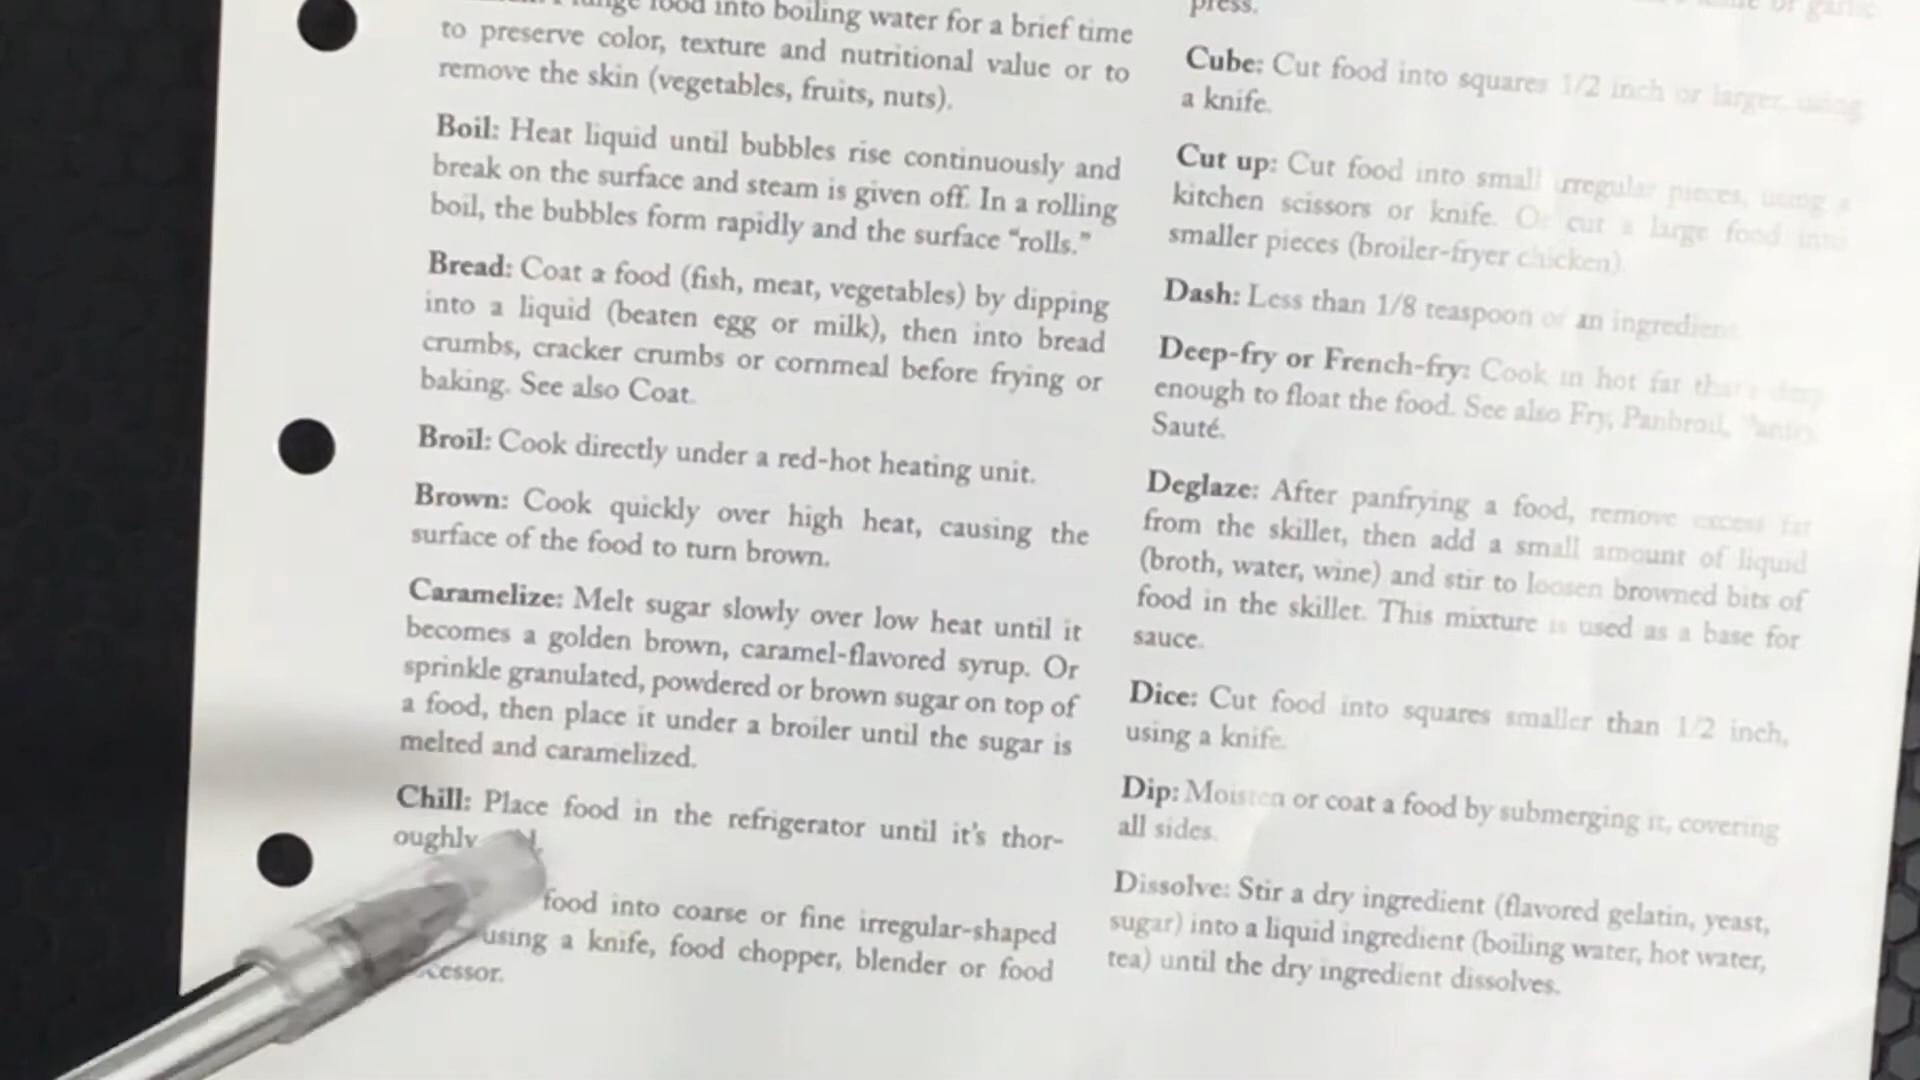 food into boiling water for a brief time
to preserve color, texture and nutritional value or to
remove the skin (vegetables, fruits, nuts).
Boil: Heat liquid until bubbles rise continuously and
break on the surface and steam is given off. In a rolling
boil, the bubbles form rapidly and the surface “rolls.”
Bread: Coat a food (fish, meat, vegetables) by dipping
into a liquid (beaten egg or milk), then into bread
crumbs, cracker crumbs or cornmeal before frying or
baking. See also Coat.
Broil: Cook directly under a red-hot heating unit.
Brown: Cook quickly over high heat, causing the
surface of the food to turn brown.
Caramelize: Melt sugar slowly over low heat until it
becomes a golden brown, caramel-flavored syrup. Or
sprinkle granulated, powdered or brown sugar on top of
a food, then place it under a broiler until the sugar is
melted and caramelized.
Chill: Place food in the refrigerator until it’s thor-
oughly
food into coarse or fine irregular-shaped
using a knife, food chopper, blender or food
press.
Cube: Cut food into squares 1/2 inch or larger, using
a knife.
Cut up: Cut food into small irregular pieces, using a
kitchen scissors or knife. Or cut a large food into
smaller pieces (broiler-fryer chicken).
Dash: Less than 1/8 teaspoon of an ingredient.
Deep-fry or French-fry: Cook in hot fat that's deep
enough to float the food. See also Fry, Panbroil, Panfry,
Sauté.
Deglaze: After panfrying a food, remove excess fat
from the skillet, then add a small amount of liquid
(broth, water, wine) and stir to loosen browned bits of
food in the skillet. This mixture is used as a base for
sauce.
Dice: Cut food into squares smaller than 1/2 inch,
using a knife.
Dip: Moisten or coat a food by submerging it, covering
all sides.
Dissolve: Stir a dry ingredient (flavored gelatin, yeast,
sugar) into a liquid ingredient (boiling water, hot water,
tea) until the dry ingredient dissolves.